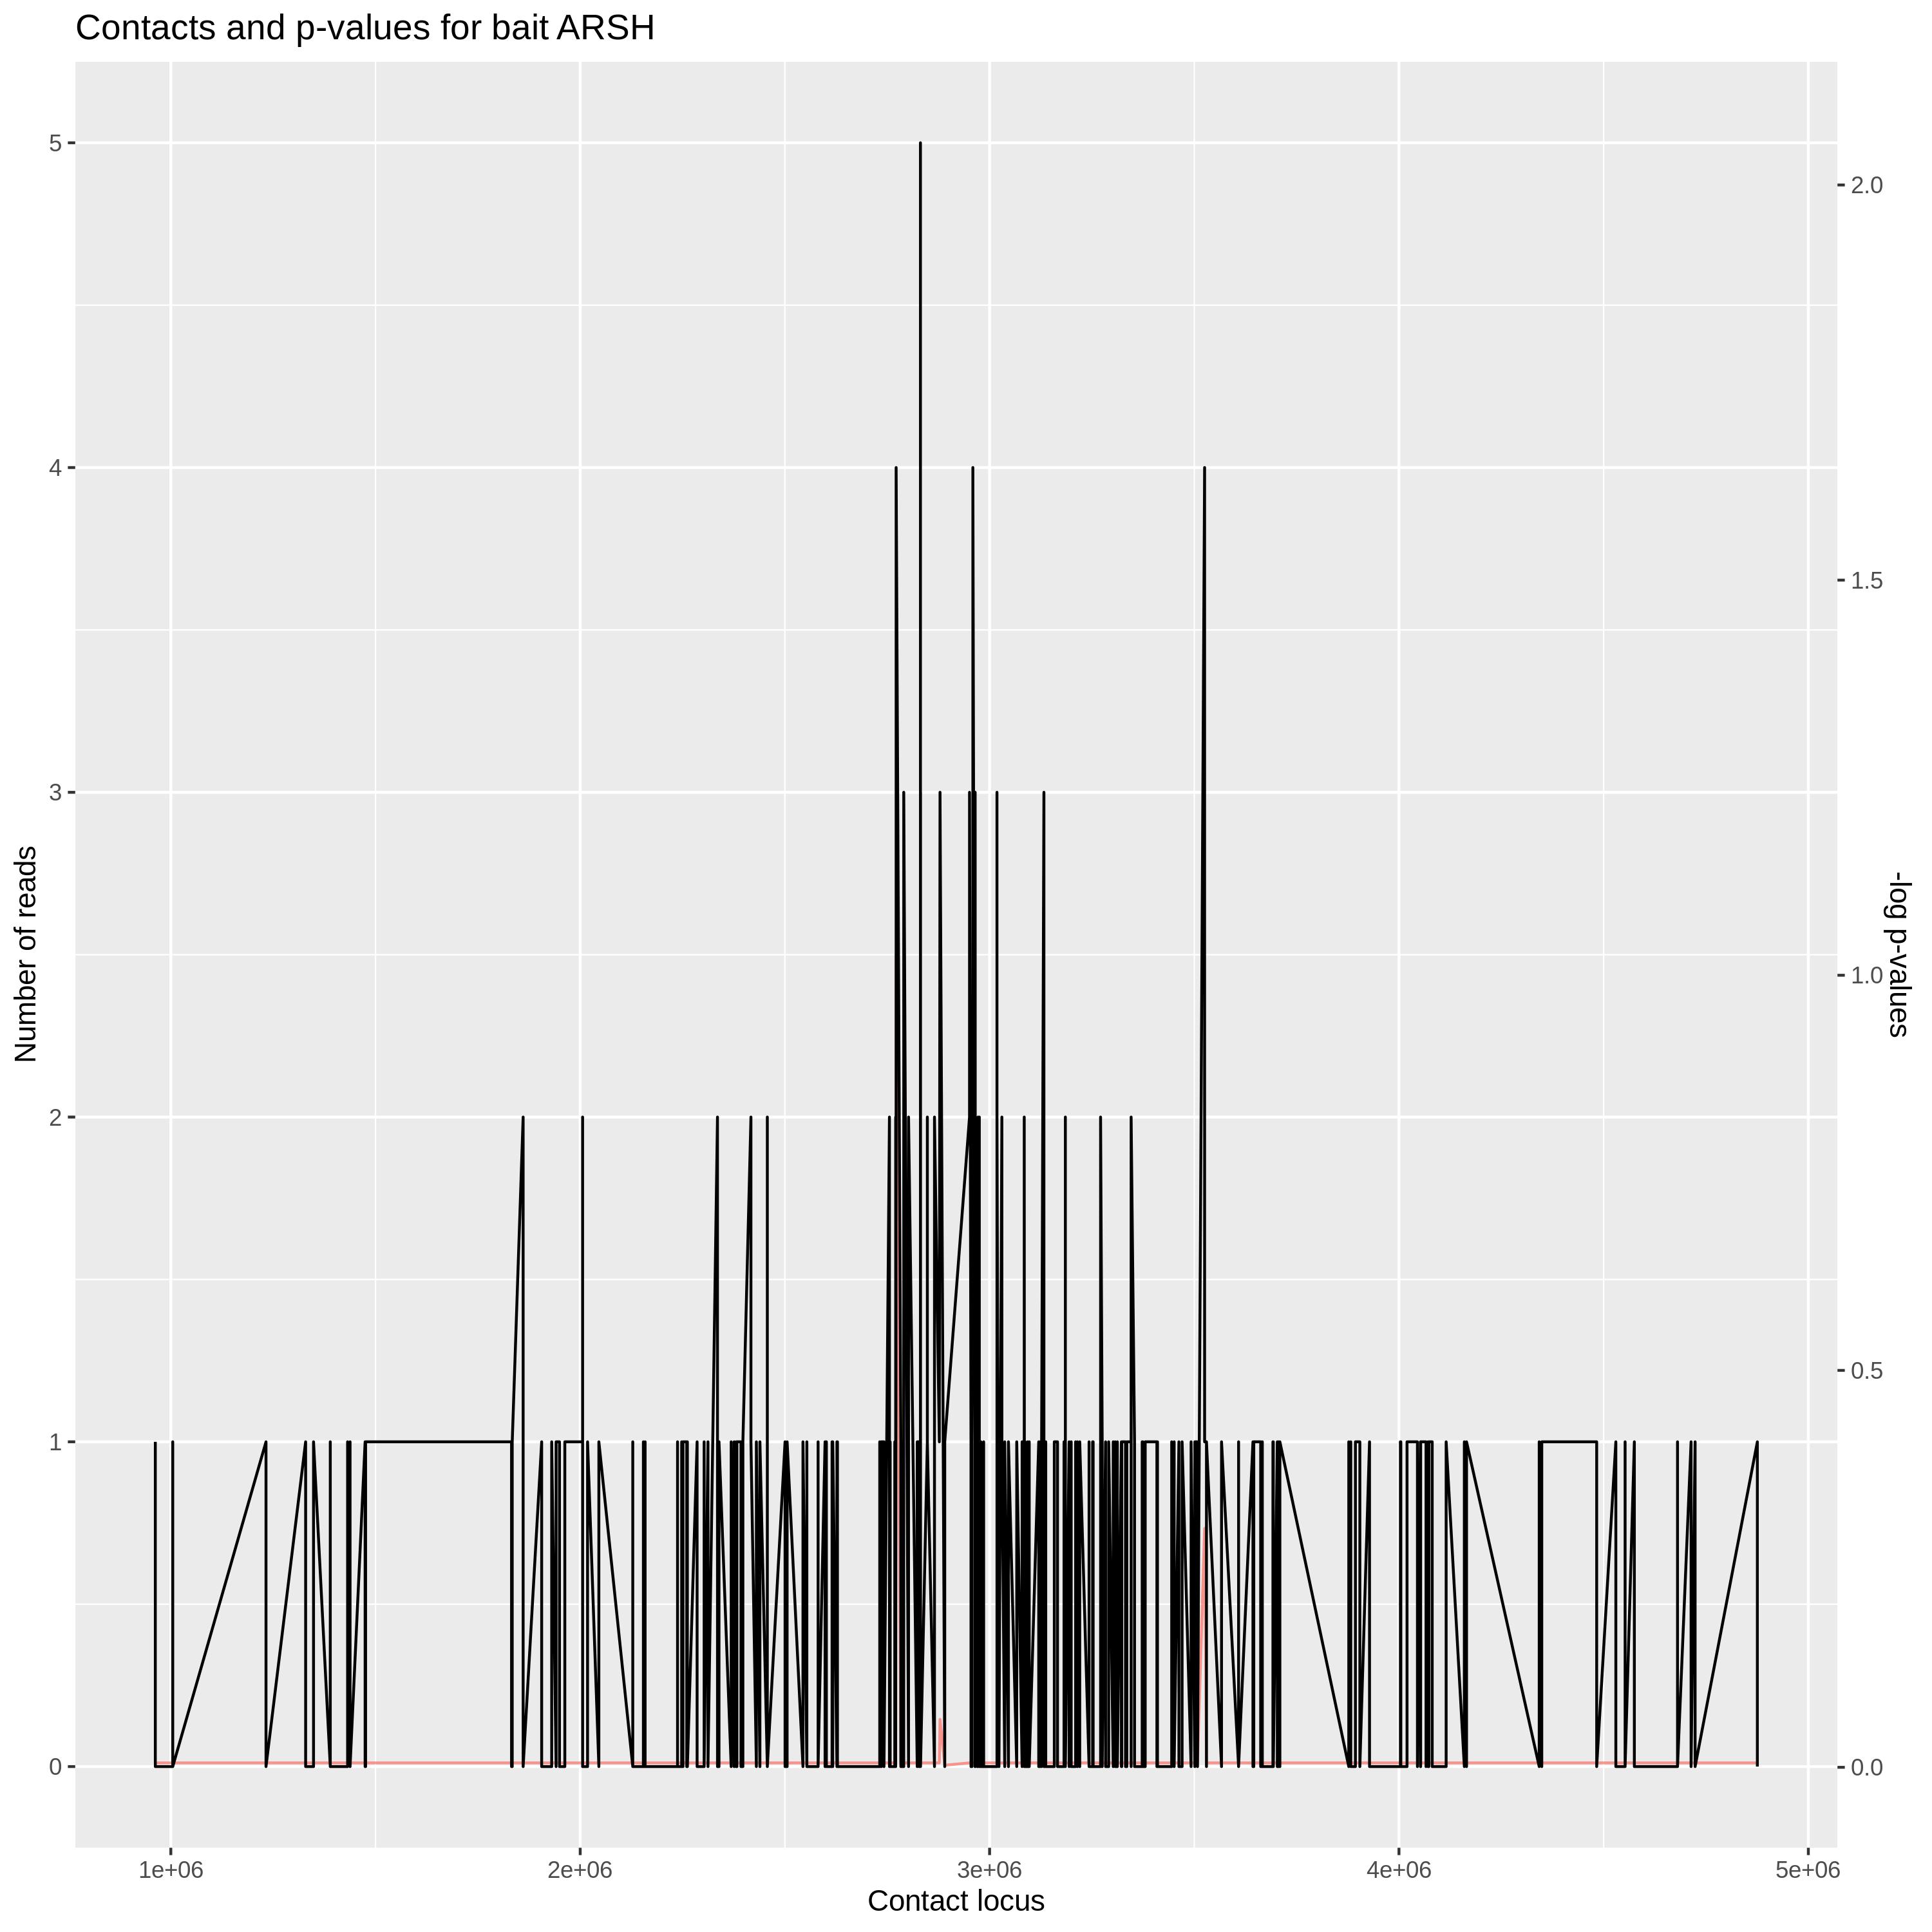 Contacts and p-values for bait ARSH
Number of reads
5
4
3
2
1
0
2.0
1.5
1.0
0.5
0.0
-log p-values
1e+06
2e+06
3e+06
4e+06
5e+06
Contact locus